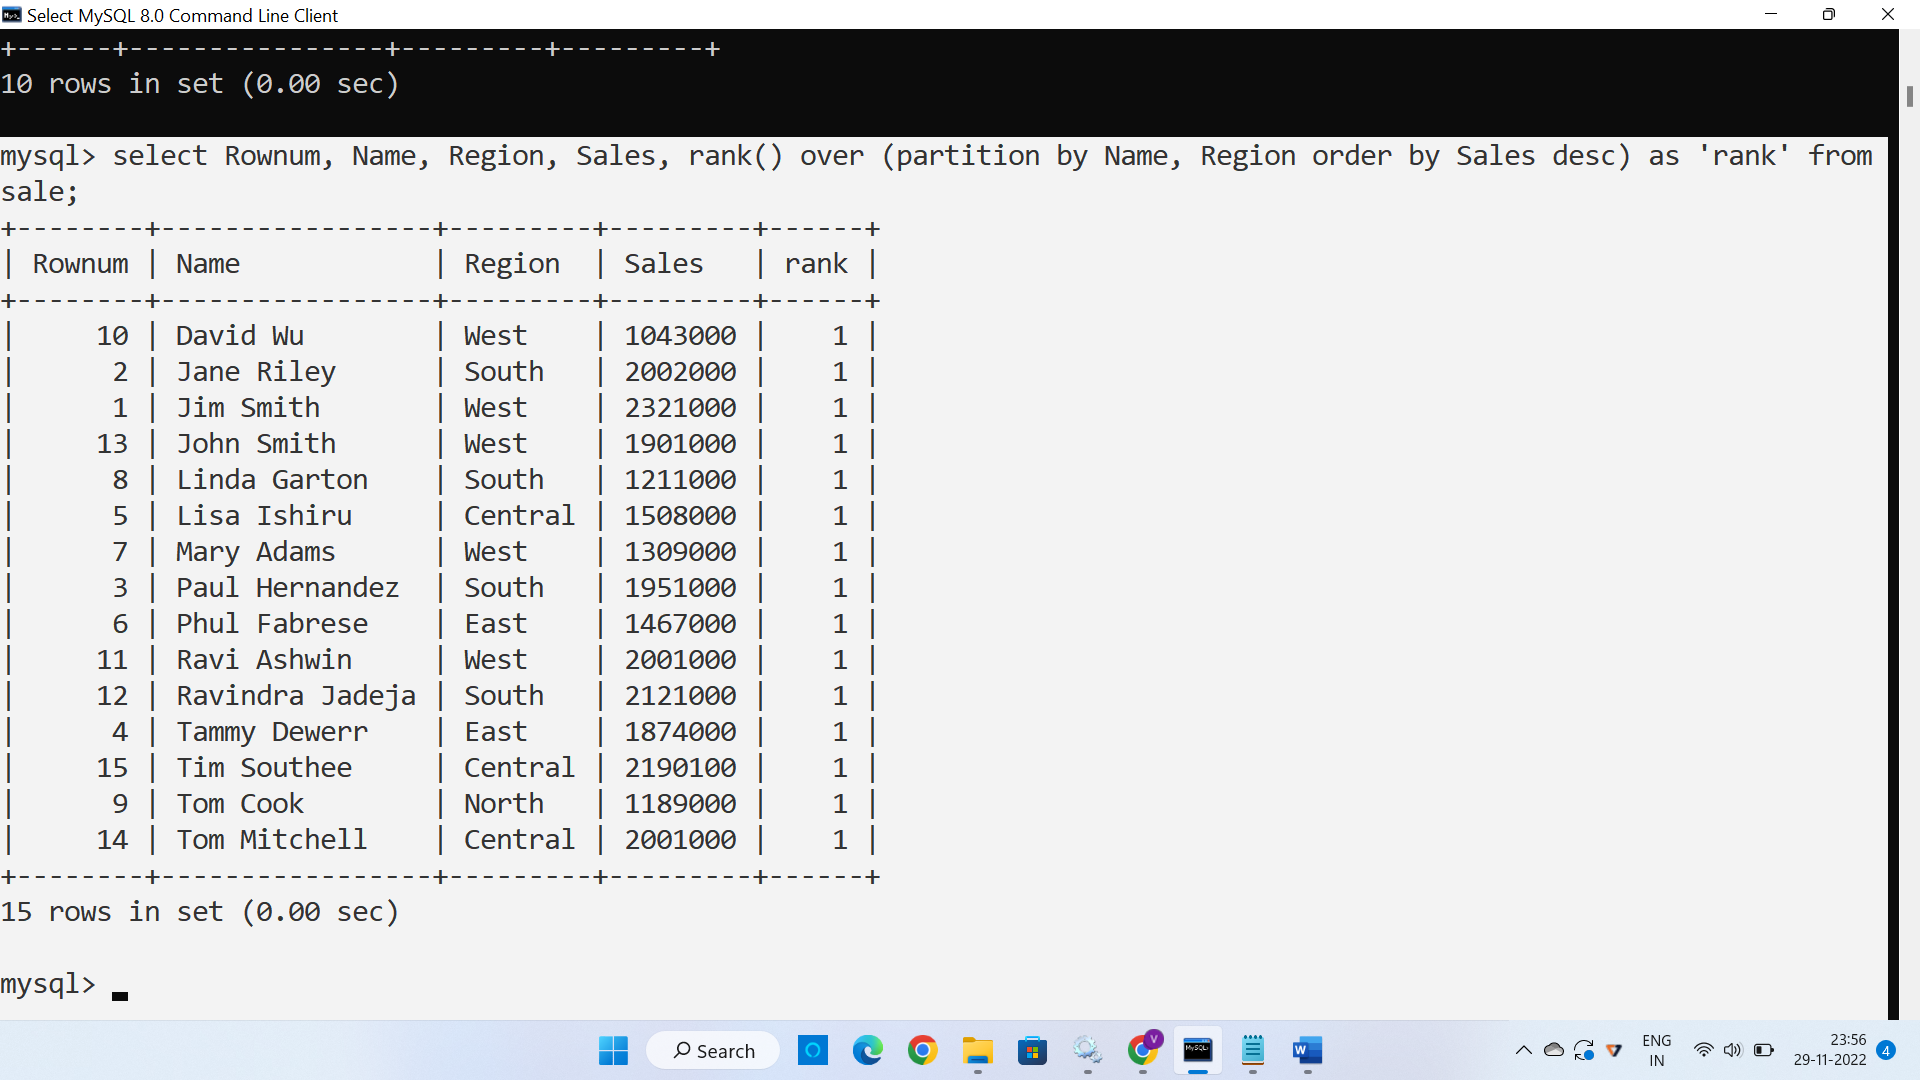 Select MySQL 8.0 Command Line Client
+------+----------------+---------+---------+
10 rows in set (0.00 sec)
mysql> select Rownum, Name, Region, Sales, rank() over (partition by Name, Region order by Sales desc) as 'rank' from
sale;
+--------+-----------------+---------+---------+------+
| Rownum | Name            | Region  | Sales   | rank |
+--------+-----------------+---------+---------+------+
|     10 | David Wu        | West    | 1043000 |    1 |
|      2 | Jane Riley      | South   | 2002000 |    1 |
|      1 | Jim Smith       | West    | 2321000 |    1 |
|     13 | John Smith      | West    | 1901000 |    1 |
|      8 | Linda Garton    | South   | 1211000 |    1 |
|      5 | Lisa Ishiru     | Central | 1508000 |    1 |
|      7 | Mary Adams      | West    | 1309000 |    1 |
|      3 | Paul Hernandez  | South   | 1951000 |    1 |
|      6 | Phul Fabrese    | East    | 1467000 |    1 |
|     11 | Ravi Ashwin     | West    | 2001000 |    1 |
|     12 | Ravindra Jadeja | South   | 2121000 |    1 |
|      4 | Tammy Dewerr    | East    | 1874000 |    1 |
|     15 | Tim Southee     | Central | 2190100 |    1 |
|      9 | Tom Cook        | North   | 1189000 |    1 |
|     14 | Tom Mitchell    | Central | 2001000 |    1 |
+--------+-----------------+---------+---------+------+
15 rows in set (0.00 sec)
mysql>
Search
V
MySQL
W
ENG
IN
23:56
29-11-2022
4